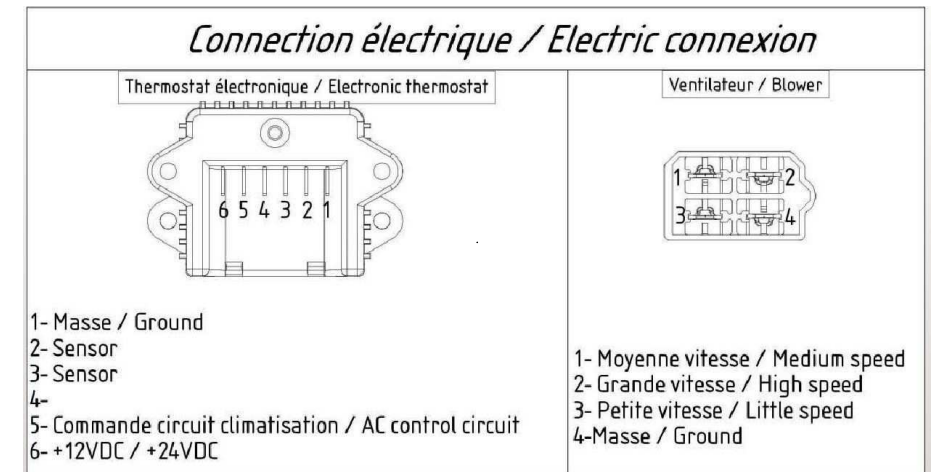 Connection électrique / Electric connexion
Thermostat électronique / Electronic thermostat
Ventilateur / Blower
6 5 4 3 2 1
1 2
3 4
1- Masse / Ground
2- Sensor
3- Sensor
4-
5- Commande circuit climatisation / AC control circuit
6- +12VDC / +24VDC
1- Moyenne vitesse / Medium speed
2- Grande vitesse / High speed
3- Petite vitesse / Little speed
4-Masse / Ground